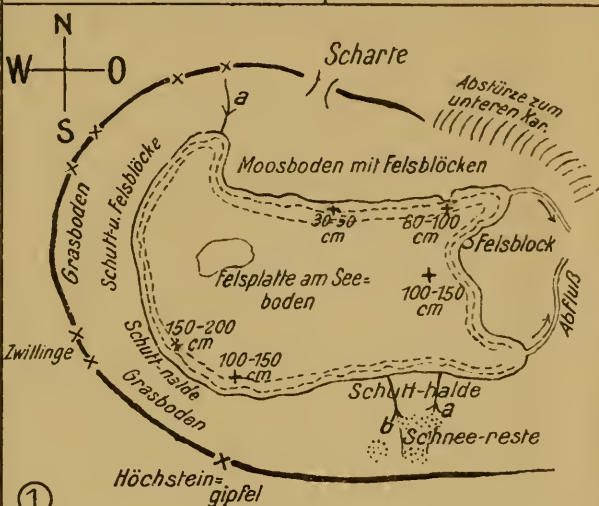 N
W O
S
Scharte
a
Abstürze zum
unteren Kar.
Moosboden mit Felsblöcken
Grasboden
Schutt u. Felsblöcke
30-50
cm
80-100
cm
Felsblock
Felsplatte am See=
boden
100-150
cm
Abfluß
150-200
cm
100-150
cm
Zwillinge
Schutt-halde
Grasboden
Schutt-halde
b a
Schnee-reste
Höchstein=
gipfel
1